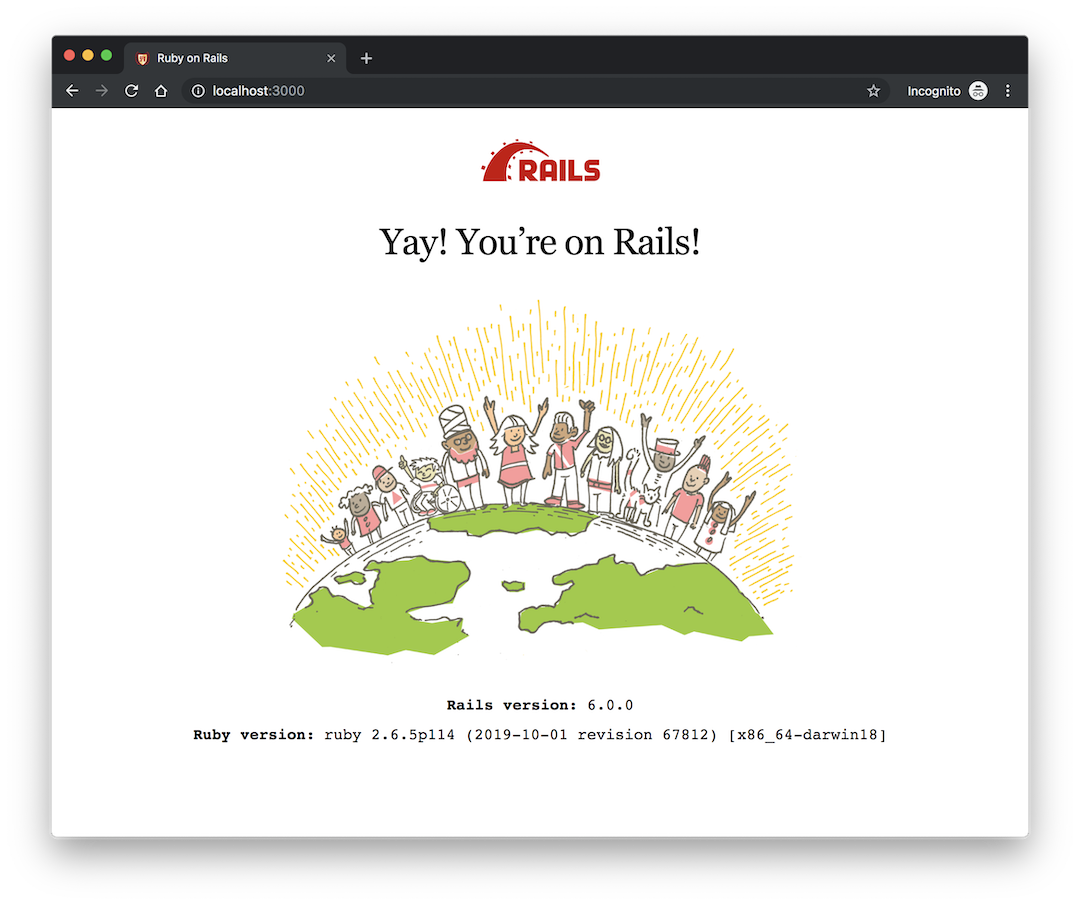 Ruby on Rails
localhost:3000
Incognito
RAILS
Yay! You’re on Rails!
Rails version: 6.0.0
Ruby version: ruby 2.6.5p114 (2019-10-01 revision 67812) [x86_64-darwin18]